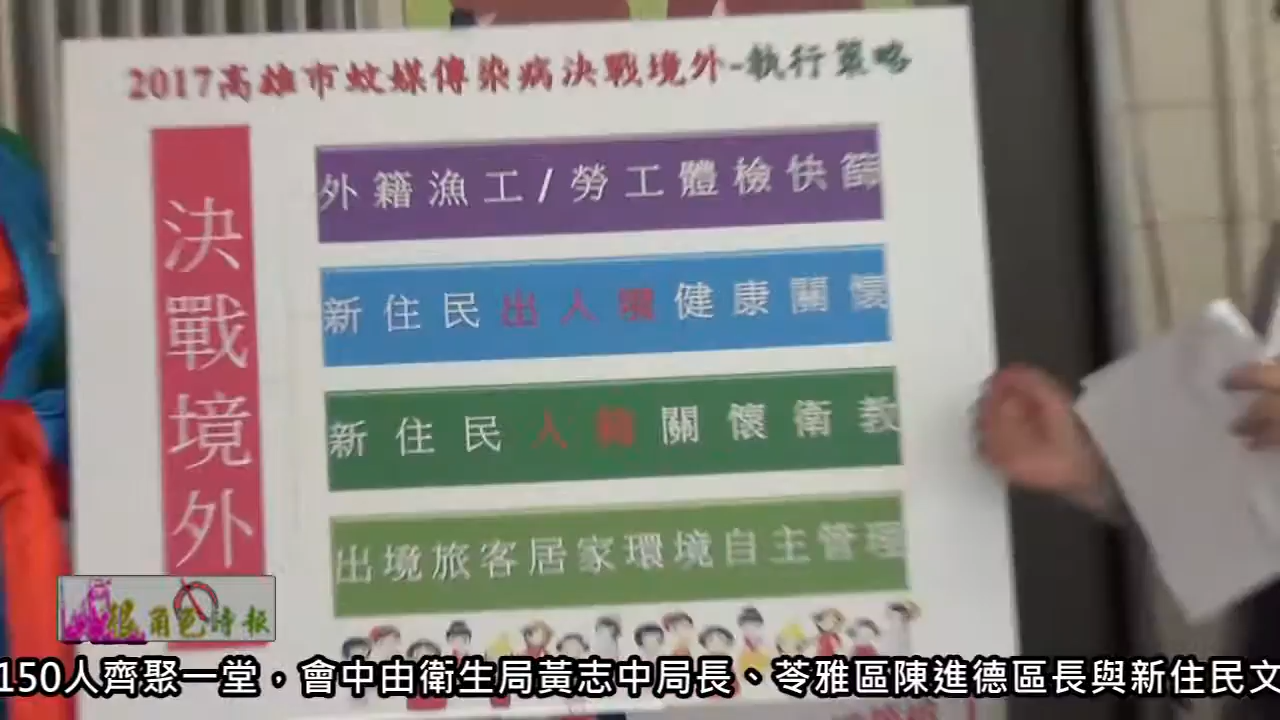 2017高雄市蚊媒傳染病決戰境外-執行策略
決戰境外
外籍漁工/勞工體檢快篩
新住民出入境健康關懷
新住民入籍關懷衛教
出境旅客居家環境自主管理
角色詩報
150人齊聚一堂，會中由衛生局黃志中局長、苓雅區陳進德區長與新住民文